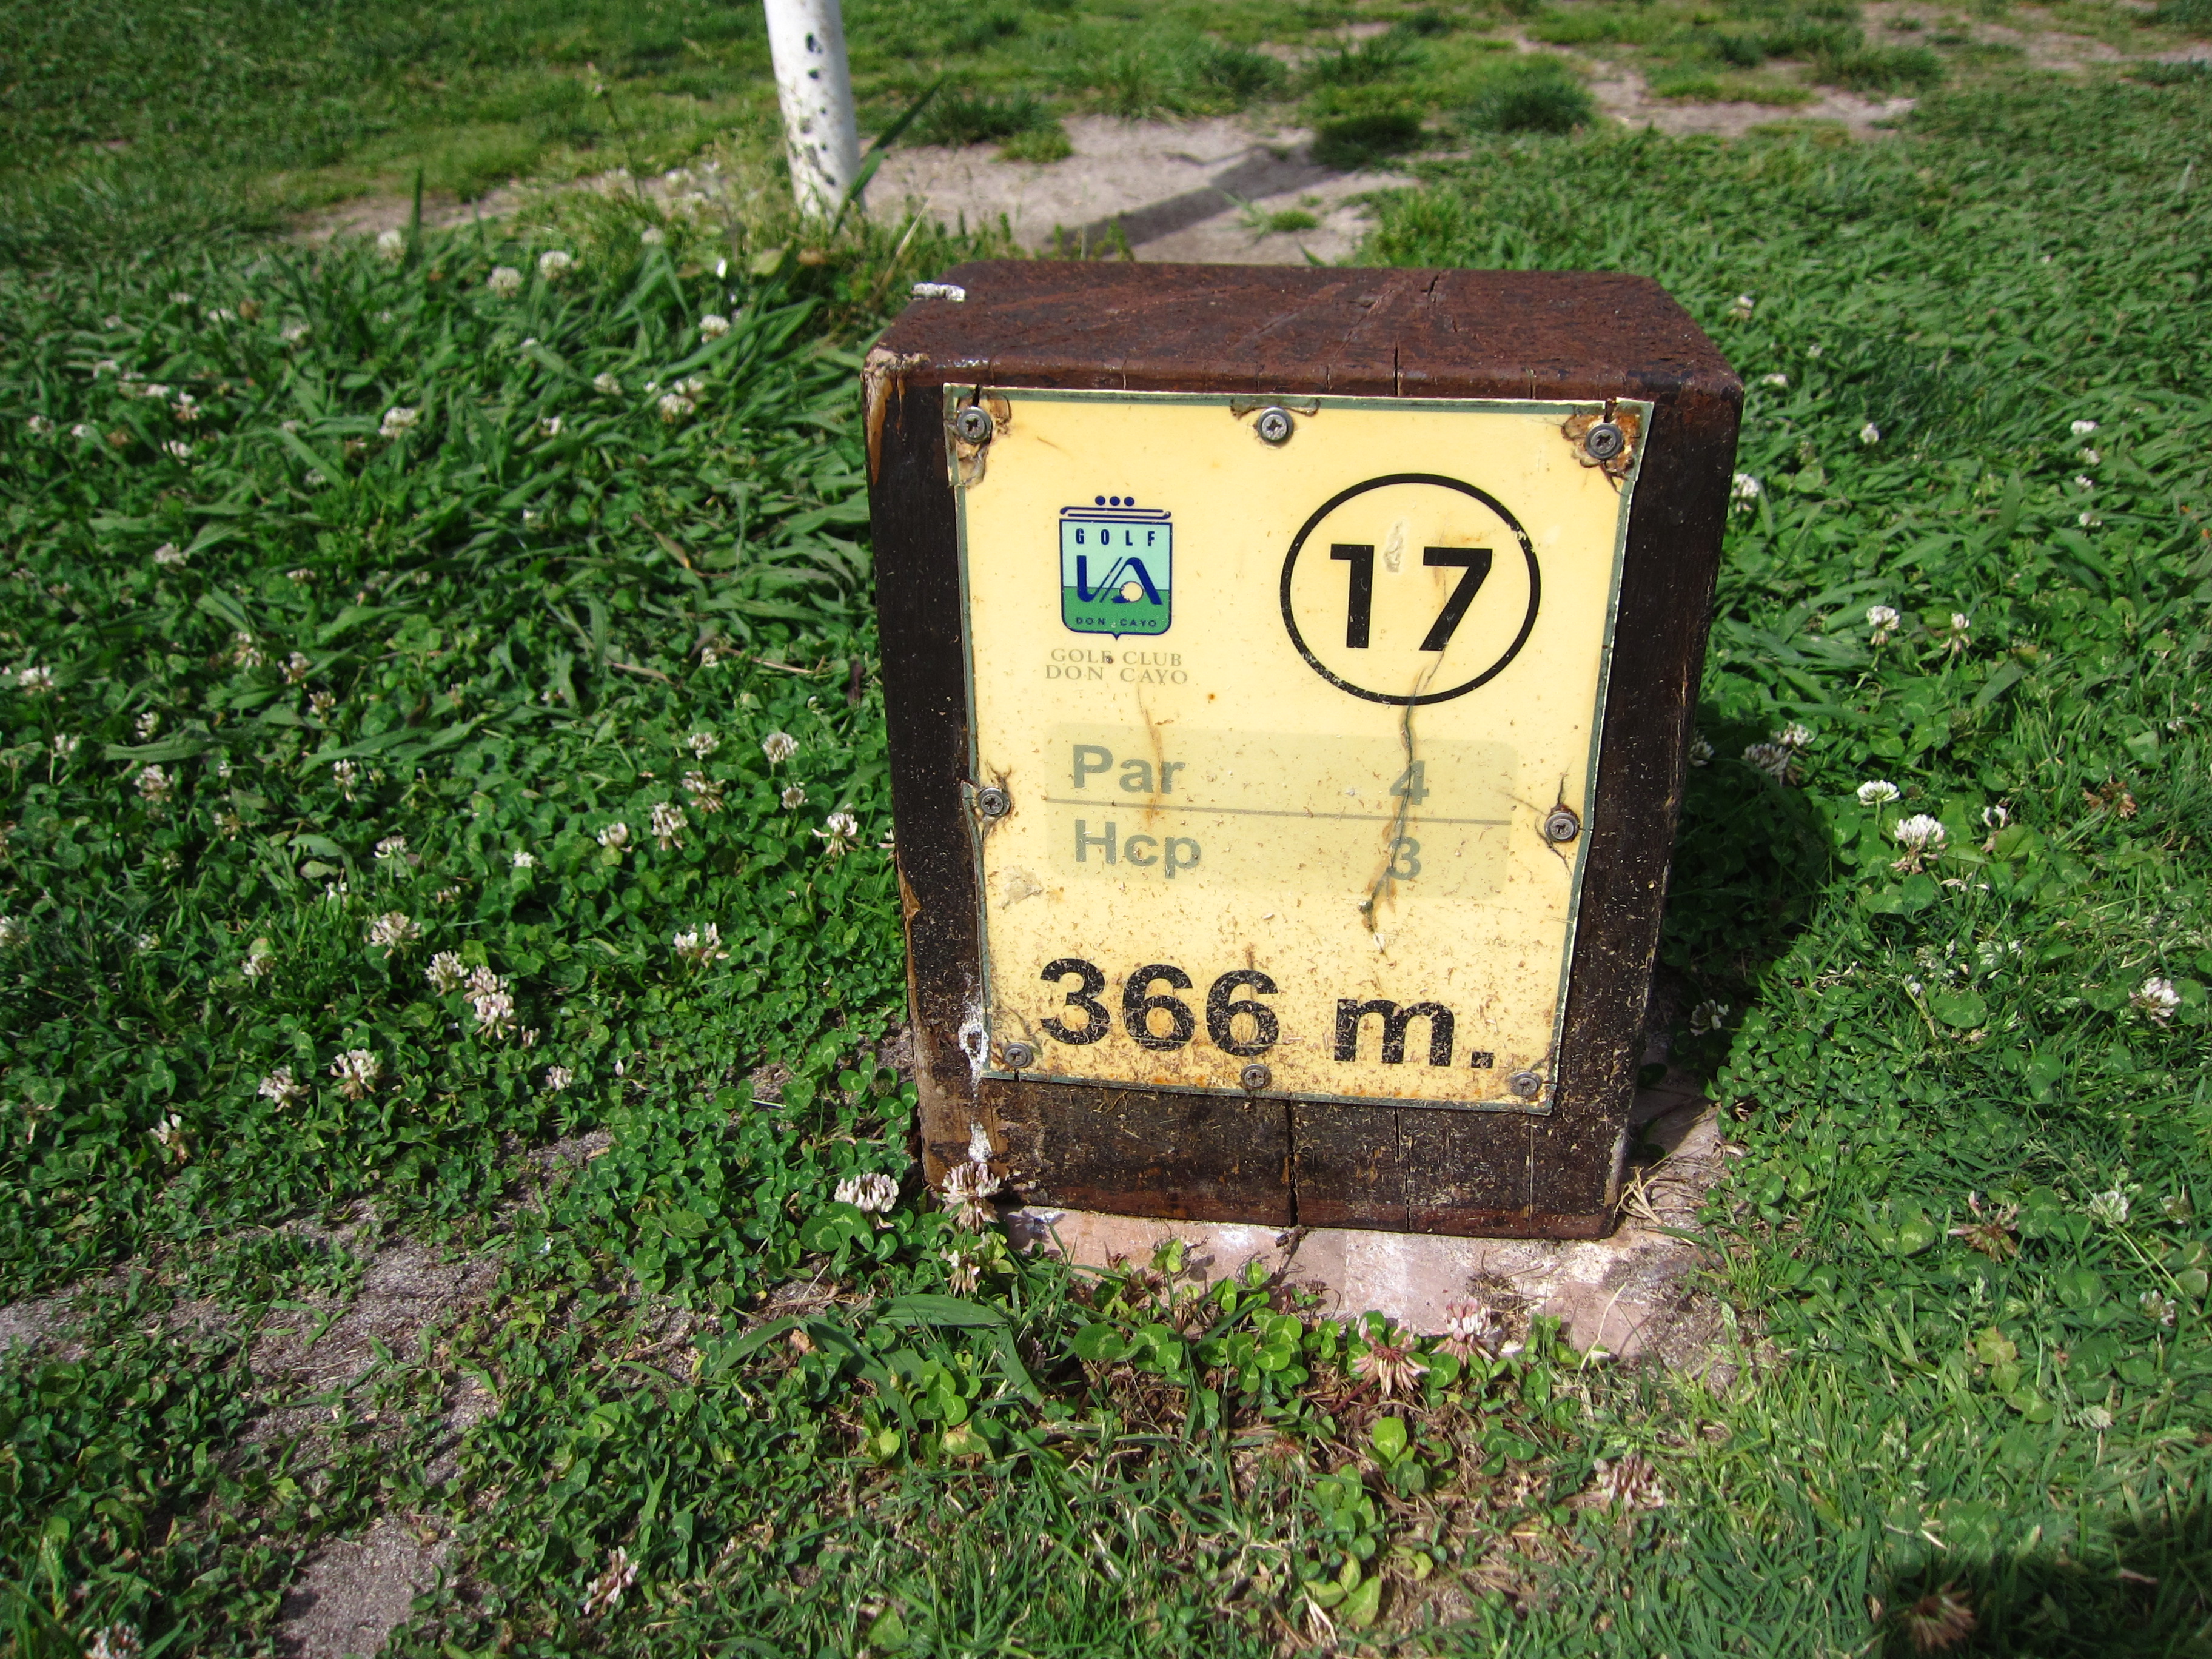 GOLF
DON CAYO
GOLF CLUB
DON CAYO
17
Par 4
Hcp 3
366 m.